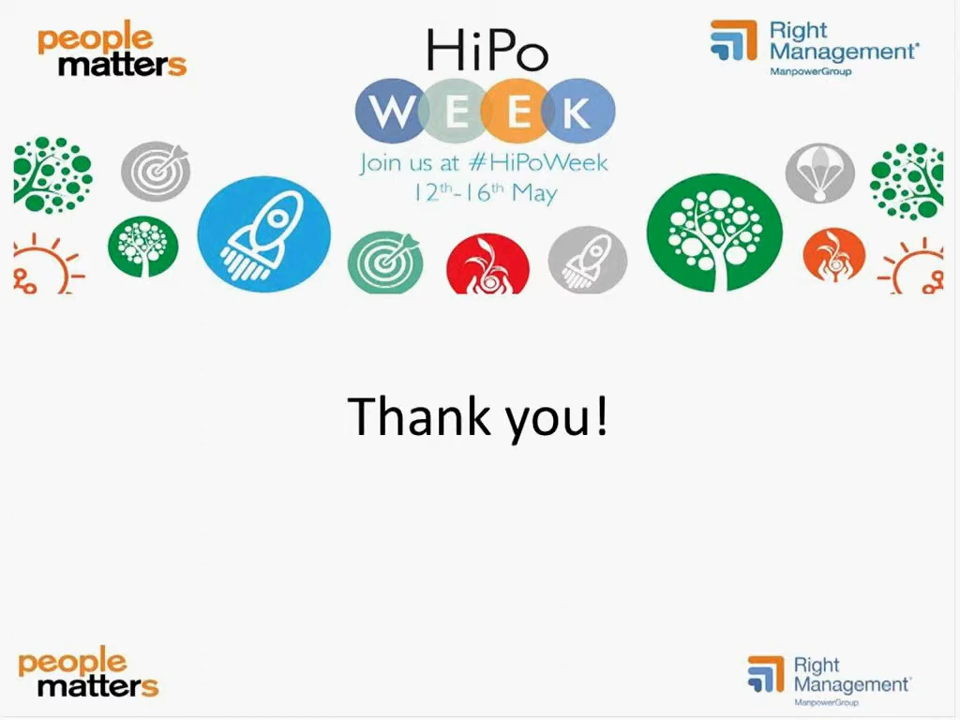 people
matters
HiPo
WEEK
Join us at #HiPoWeek
12th-16th May
Right
Management®
ManpowerGroup
Thank you!
people
matters
Right
Management®
ManpowerGroup